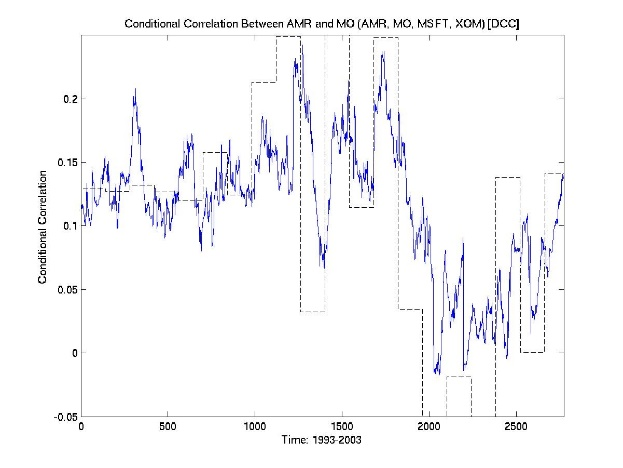 Conditional Correlation Between AMR and MO (AMR, MO, MSFT, XOM) [DCC]
Conditional Correlation
0.2
0.15
0.1
0.05
0
-0.05
0 500 1000 1500 2000 2500
Time: 1993-2003